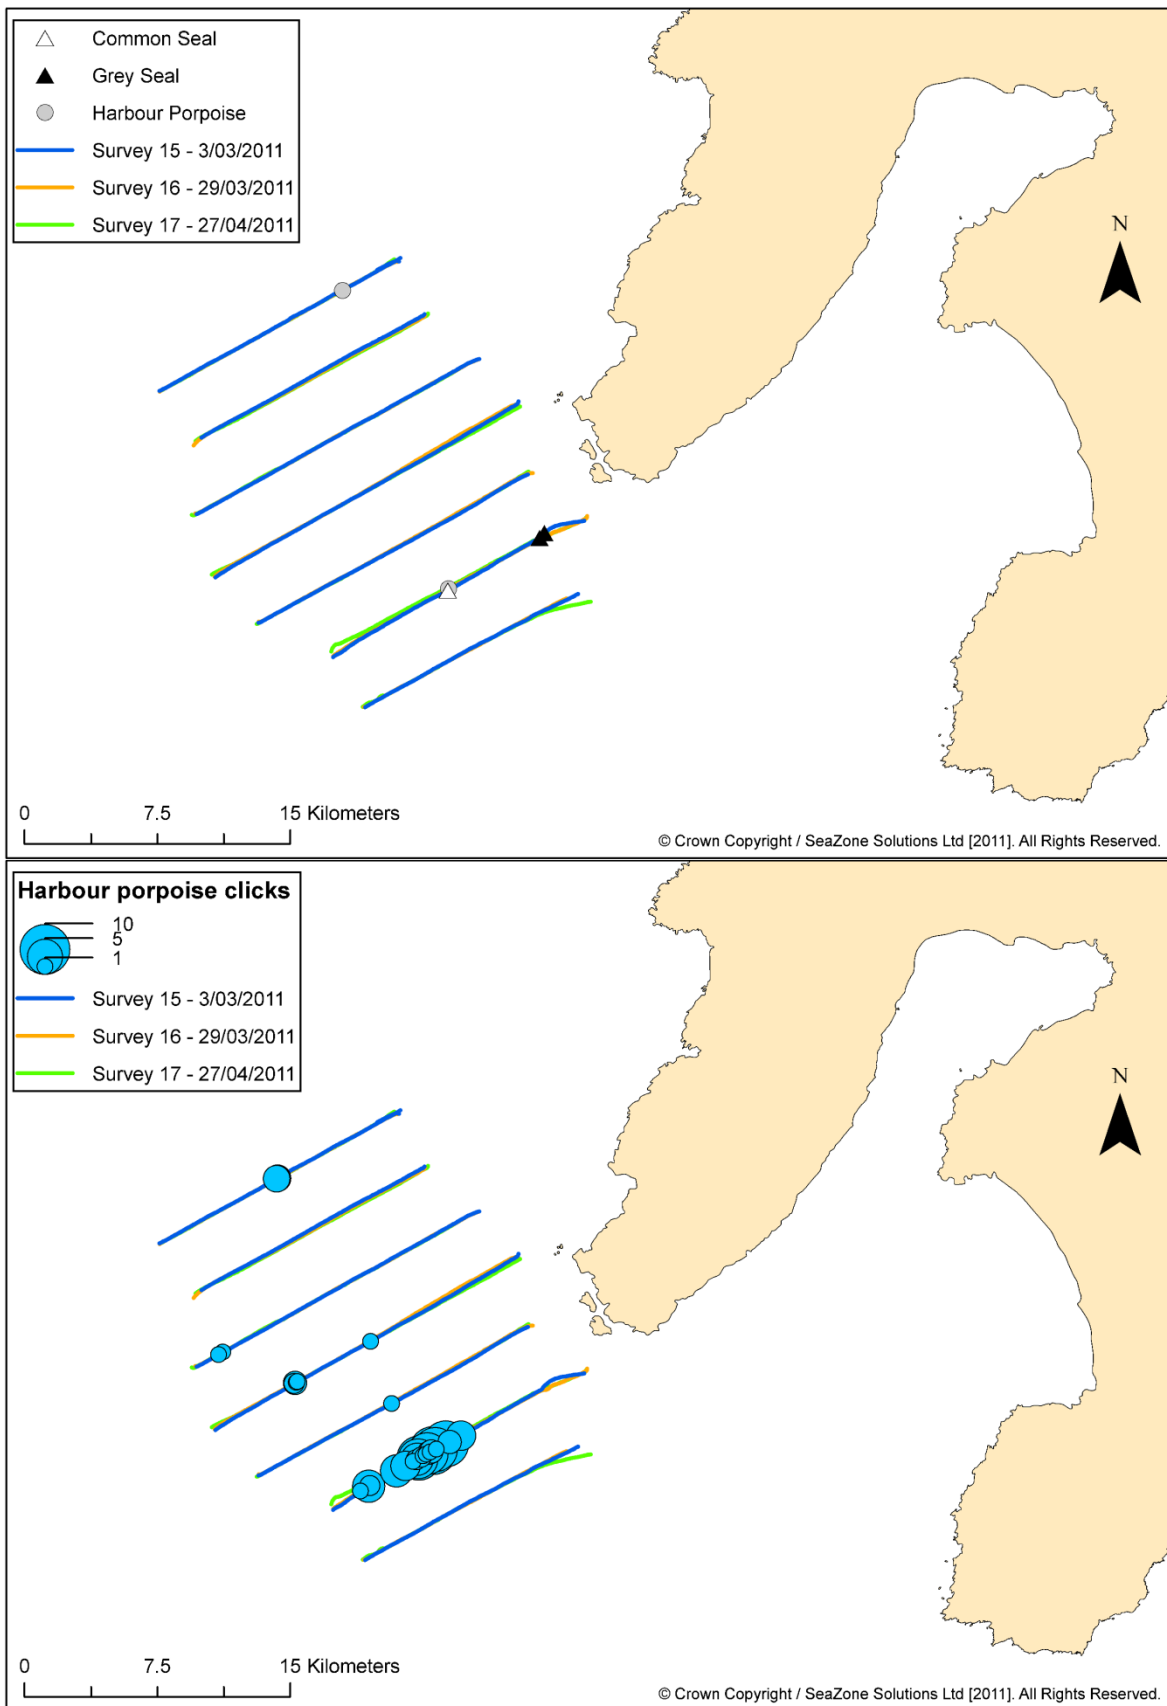 Common Seal
Grey Seal
Harbour Porpoise
Survey 15 - 3/03/2011
Survey 16 - 29/03/2011
Survey 17 - 27/04/2011
N
0 7.5 15 Kilometers
© Crown Copyright / SeaZone Solutions Ltd [2011]. All Rights Reserved.
Harbour porpoise clicks
10
5
1
Survey 15 - 3/03/2011
Survey 16 - 29/03/2011
Survey 17 - 27/04/2011
N
0 7.5 15 Kilometers
© Crown Copyright / SeaZone Solutions Ltd [2011]. All Rights Reserved.